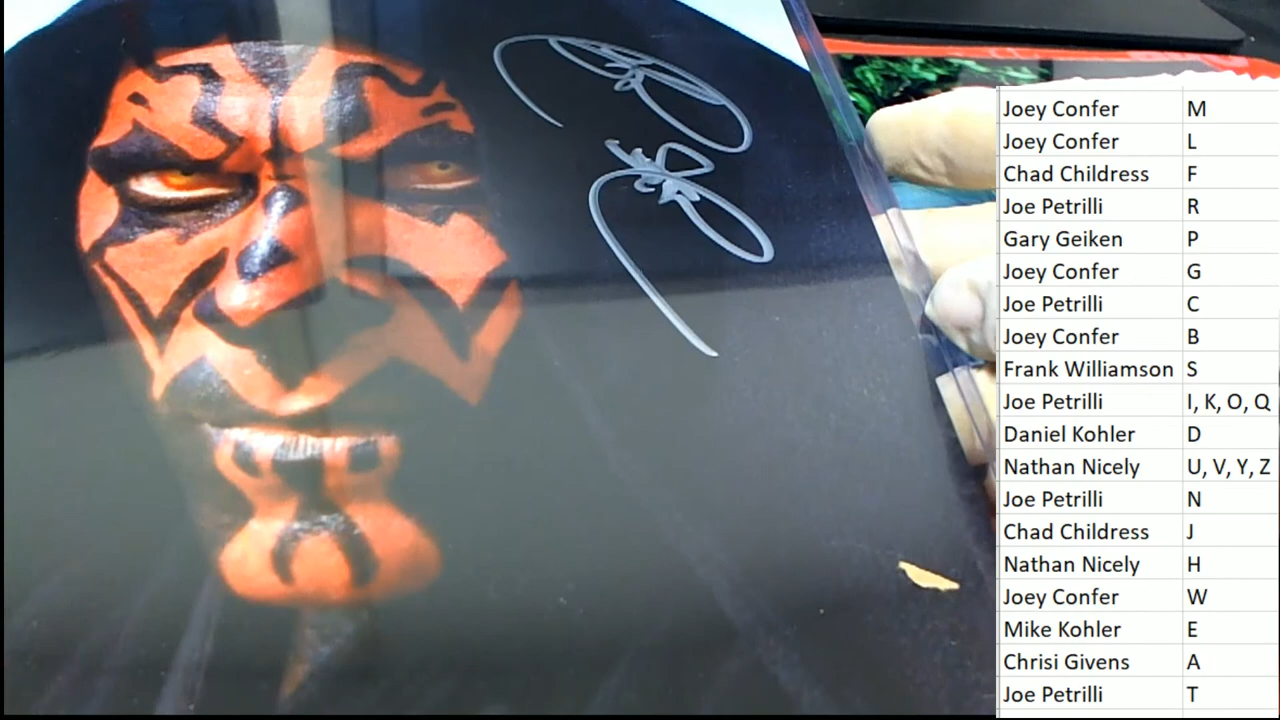 Joey Confer M
Joey Confer L
Chad Childress F
Joe Petrilli R
Gary Geiken P
Joey Confer G
Joe Petrilli C
Joey Confer B
Frank Williamson S
Joe Petrilli I, K, O, Q
Daniel Kohler D
Nathan Nicely U, V, Y, Z
Joe Petrilli N
Chad Childress J
Nathan Nicely H
Joey Confer W
Mike Kohler E
Chrisi Givens A
Joe Petrilli T